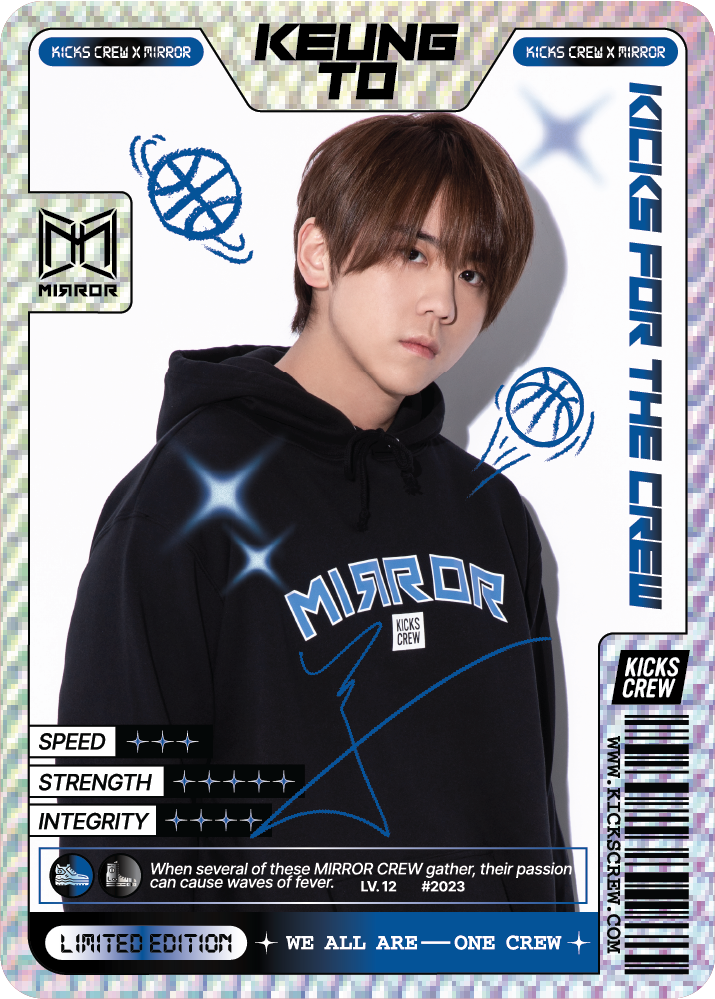 KICKS CREW X MIRROR
KEUNG
TO
KICKS CREW X MIRROR
KICKS FOR THE CREW
MIRROR
MIRROR
KICKS
CREW
KICKS
CREW
WWW.KICKSCREW.COM
SPEED
STRENGTH
INTEGRITY
When several of these MIRROR CREW gather, their passion
can cause waves of fever. LV. 12 #2023
LIMITED EDITION WE ALL ARE — ONE CREW